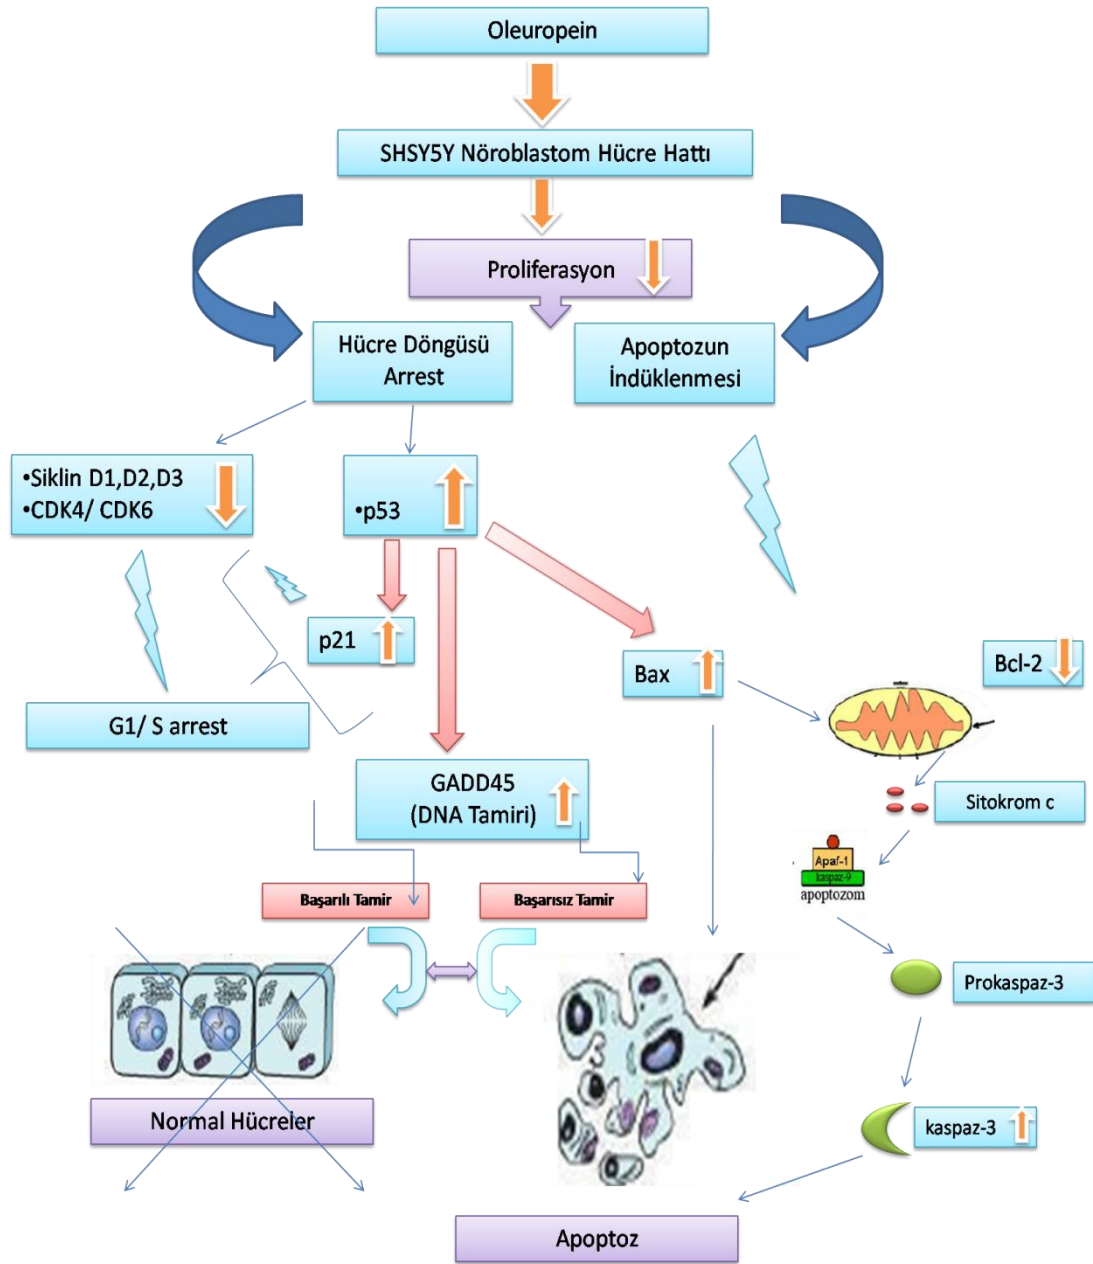 Oleuropein
SHSY5Y Nöroblastom Hücre Hattı
Proliferasyon
Hücre Döngüsü
Arrest
Apoptozun
İndüklenmesi
•Siklin D1,D2,D3
•CDK4/ CDK6
•p53
p21
Bax
Bcl-2
G1/ S arrest
GADD45
(DNA Tamiri)
Sitokrom c
Apaf-1
kaspaz-9
apoptozom
Başarılı Tamir
Başarısız Tamir
Prokaspaz-3
Normal Hücreler
kaspaz-3
Apoptoz